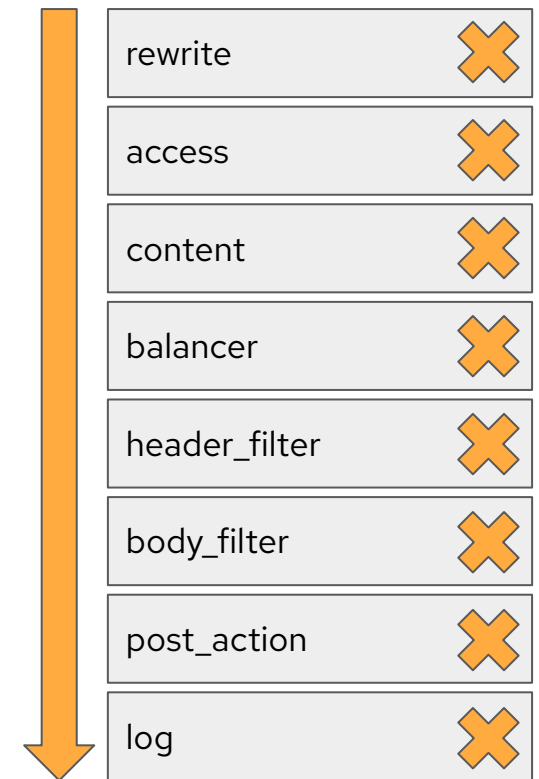 rewrite
access
content
balancer
header_filter
body_filter
post_action
log